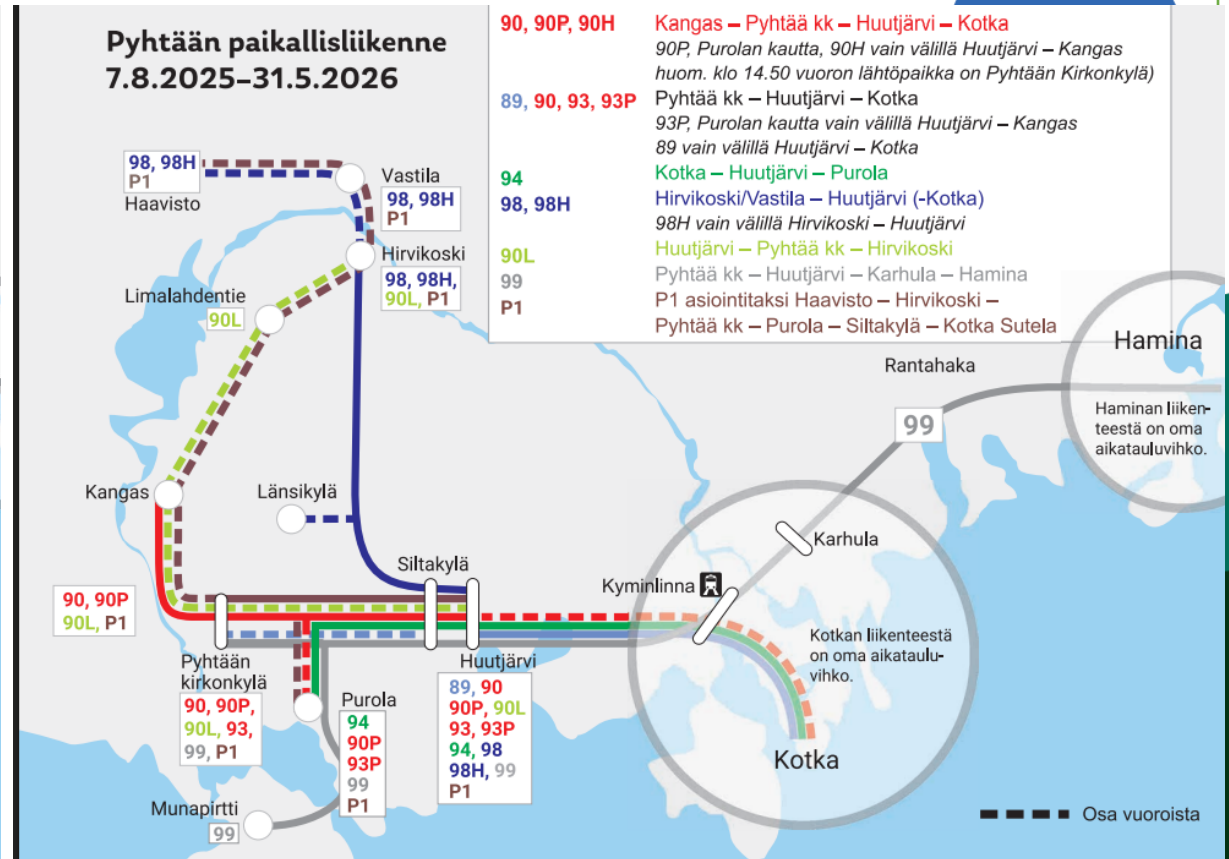 Pyhtään paikallisliikenne
7.8.2025–31.5.2026
90, 90P, 90H Kangas – Pyhtää kk – Huutjärvi – Kotka
90P, Purolan kautta, 90H vain välillä Huutjärvi – Kangas
huom. klo 14.50 vuoron lähtöpaikka on Pyhtään Kirkonkylä)
89, 90, 93, 93P Pyhtää kk – Huutjärvi – Kotka
93P, Purolan kautta vain välillä Huutjärvi – Kangas
89 vain välillä Huutjärvi – Kotka
94 Kotka – Huutjärvi – Purola
98, 98H Hirvikoski/Vastila – Huutjärvi (-Kotka)
98H vain välillä Hirvikoski – Huutjärvi
90L Huutjärvi – Pyhtää kk – Hirvikoski
99 Pyhtää kk – Huutjärvi – Karhula – Hamina
P1 P1 asiointitaksi Haavisto – Hirvikoski –
Pyhtää kk – Purola – Siltakylä – Kotka Sutela
98, 98H
P1
Haavisto
Vastila
98, 98H
P1
Hirvikoski
98, 98H,
90L, P1
Limalahdentie
90L
Hamina
Haminan liiken-
teestä on oma
aikatauluvihko.
Rantahaka
99
Kangas
Länsikylä
Karhula
Siltakylä
Kyminlinna
90, 90P
90L, P1
Kotkan liikenteestä
on oma aikataulu-
vihko.
Pyhtään
kirkonkylä
90, 90P,
90L, 93,
99, P1
Purola
94
90P
93P
99
P1
Huutjärvi
89, 90
90P, 90L
93, 93P
94, 98
98H, 99
P1
Kotka
Munapirtti
99
Osa vuoroista